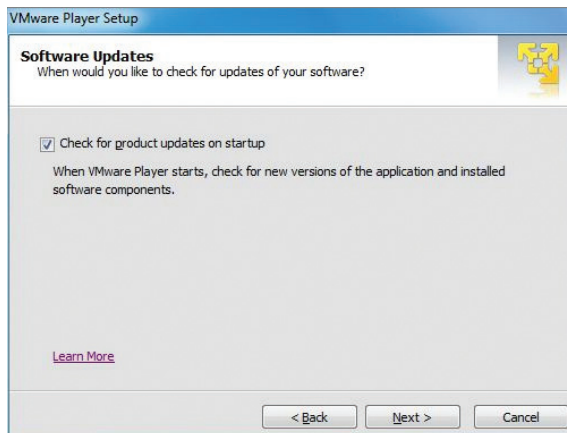 VMware Player Setup
Software Updates
When would you like to check for updates of your software?
Check for product updates on startup
When VMware Player starts, check for new versions of the application and installed
software components.
Learn More
< Back
Next >
Cancel